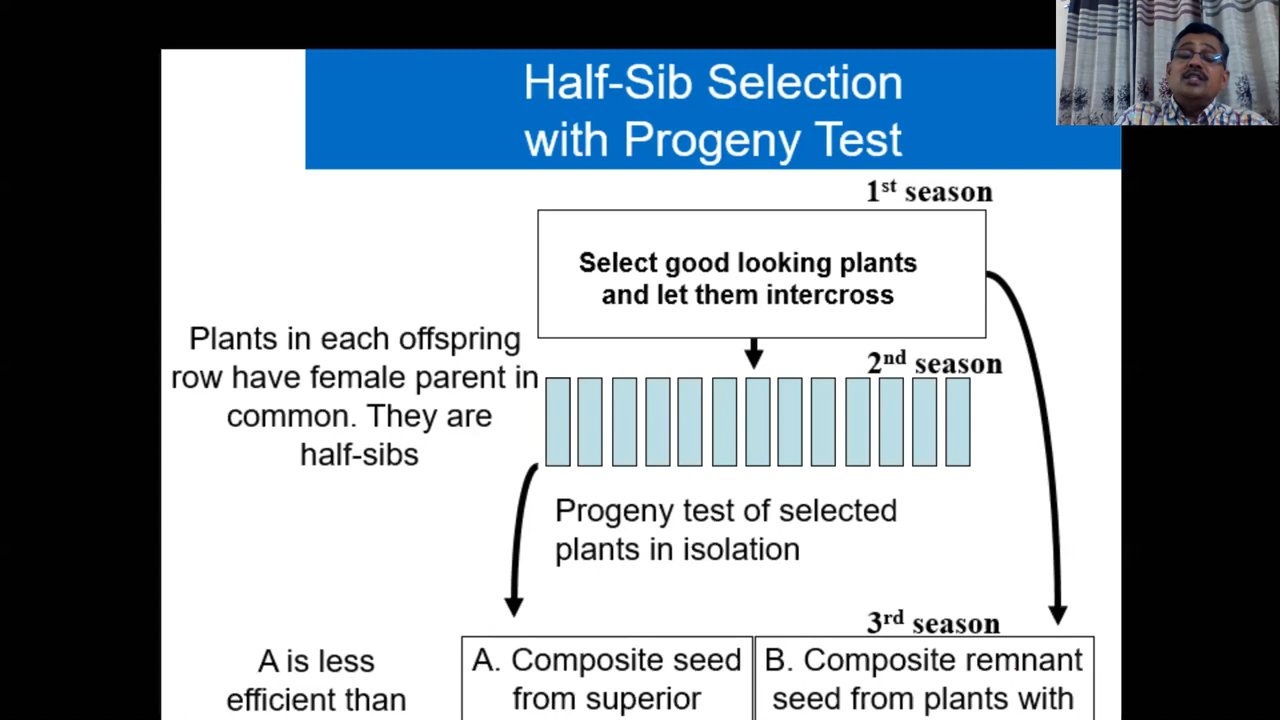 Half-Sib Selection
with Progeny Test
1st season
Select good looking plants
and let them intercross
Plants in each offspring
row have female parent in
common. They are
half-sibs
2nd season
Progeny test of selected
plants in isolation
3rd season
A is less
efficient than
A. Composite seed
from superior
B. Composite remnant
seed from plants with